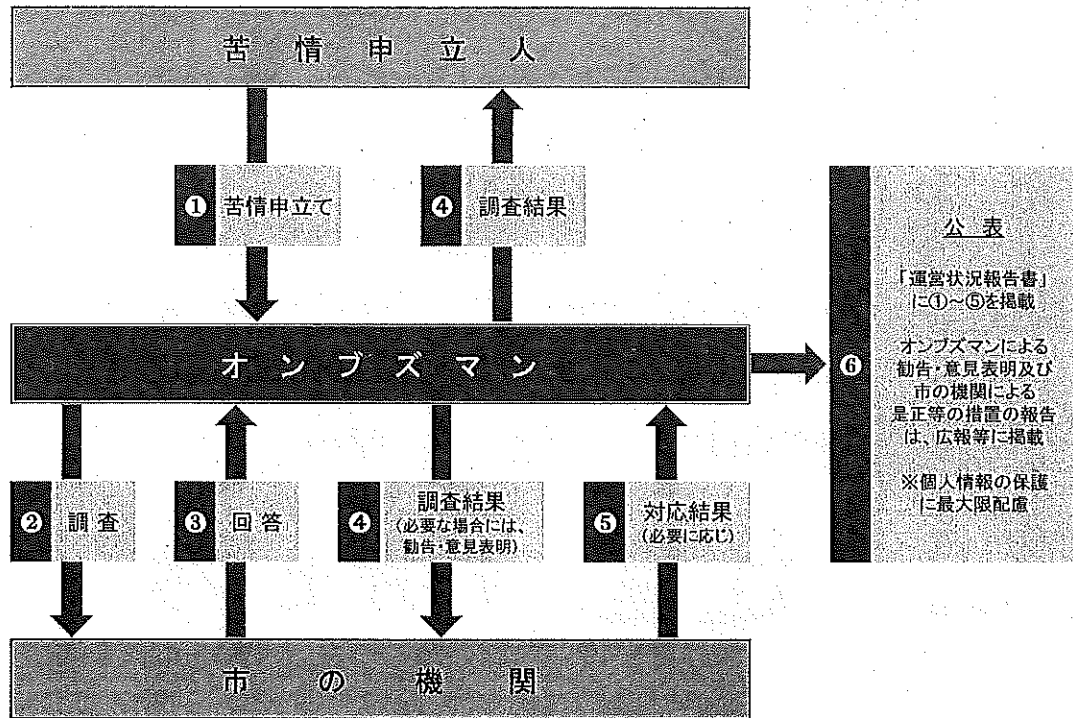 苦情申立人
❶ 苦情申立て
❹ 調査結果
オンブズマン
❷ 調査
❸ 回答
❹ 調査結果
(必要な場合には、
勧告・意見表明)
❺ 対応結果
(必要に応じ)
市の機関
❻
公表
「運営状況報告書」
に①~⑤を掲載
オンブズマンによる
勧告・意見表明及び
市の機関による
是正等の措置の報告
は、広報等に掲載
※個人情報の保護
に最大限配慮